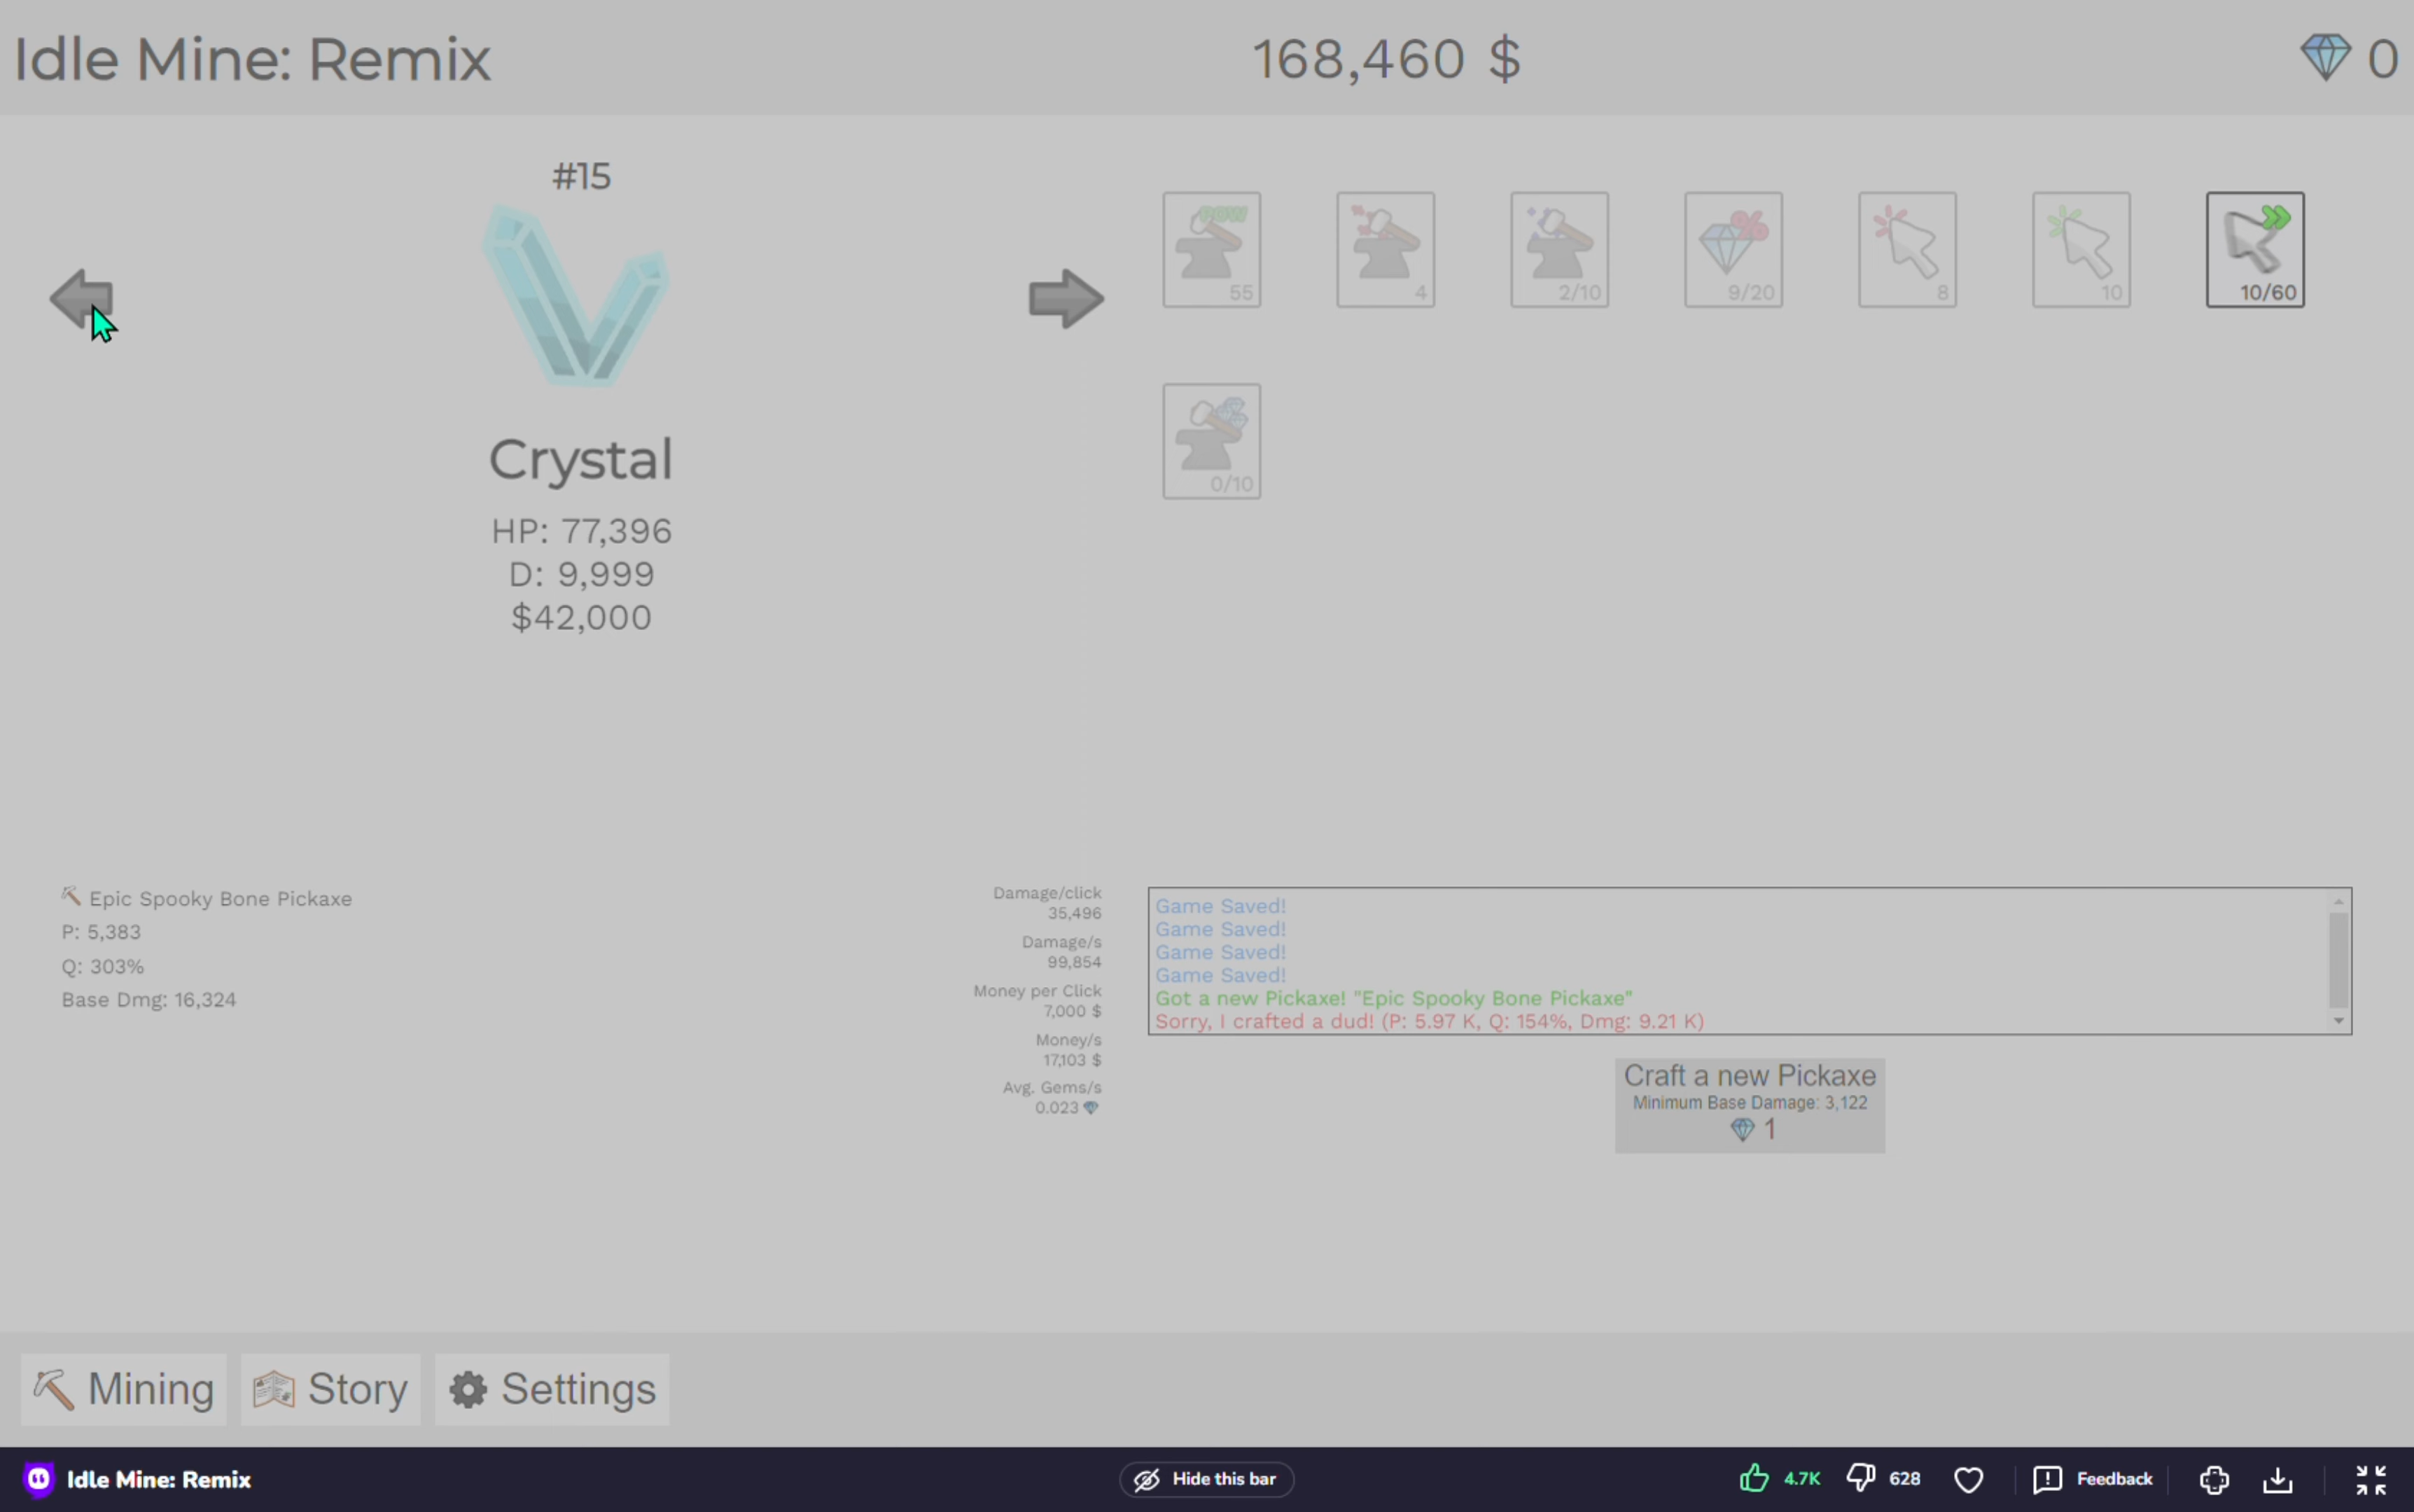 Idle Mine: Remix
168,460 $
0
#15
Crystal
HP: 77,396
D: 9,999
$42,000
POW
55
4
2/10
%
9/20
8
10
10/60
0/10
Epic Spooky Bone Pickaxe
P: 5,383
Q: 303%
Base Dmg: 16,324
Damage/click
35,496
Damage/s
99,854
Money per Click
7,000 $
Money/s
17,103 $
Avg. Gems/s
0.023
Game Saved!
Game Saved!
Game Saved!
Game Saved!
Got a new Pickaxe! "Epic Spooky Bone Pickaxe"
Sorry, I crafted a dud! (P: 5.97 K, Q: 154%, Dmg: 9.21 K)
Craft a new Pickaxe
Minimum Base Damage: 3,122
1
Mining
Story
Settings
Idle Mine: Remix
Hide this bar
4.7K
628
Feedback